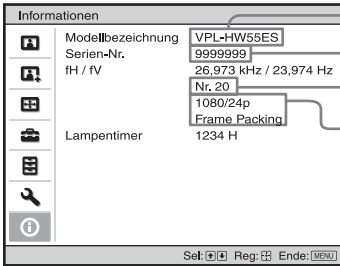 Informationen
Modellbezeichnung VPL-HW55ES
Serien-Nr. 9999999
fH / fV 26,973 kHz / 23,974 Hz
Nr. 20
1080/24p
Frame Packing
Lampentimer 1234 H
Sel: Reg: Ende: MENU